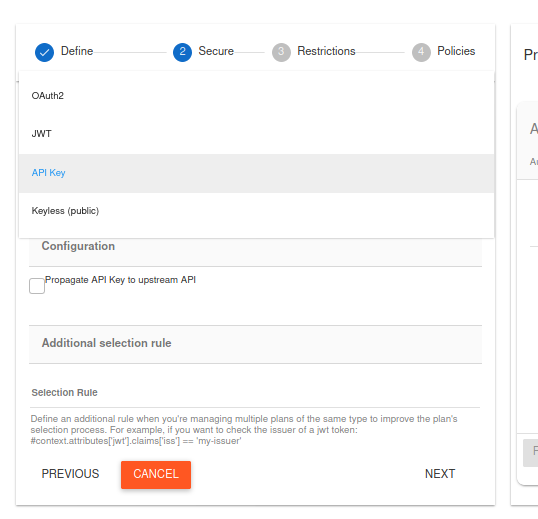 Define 2 Secure 3 Restrictions 4 Policies
OAuth2
JWT
API Key
Keyless (public)
Configuration
Propagate API Key to upstream API
Additional selection rule
Selection Rule
Define an additional rule when you're managing multiple plans of the same type to improve the plan's
selection process. For example, if you want to check the issuer of a jwt token:
#context.attributes['jwt'].claims['iss'] == 'my-issuer'
PREVIOUS CANCEL NEXT
Pr
A